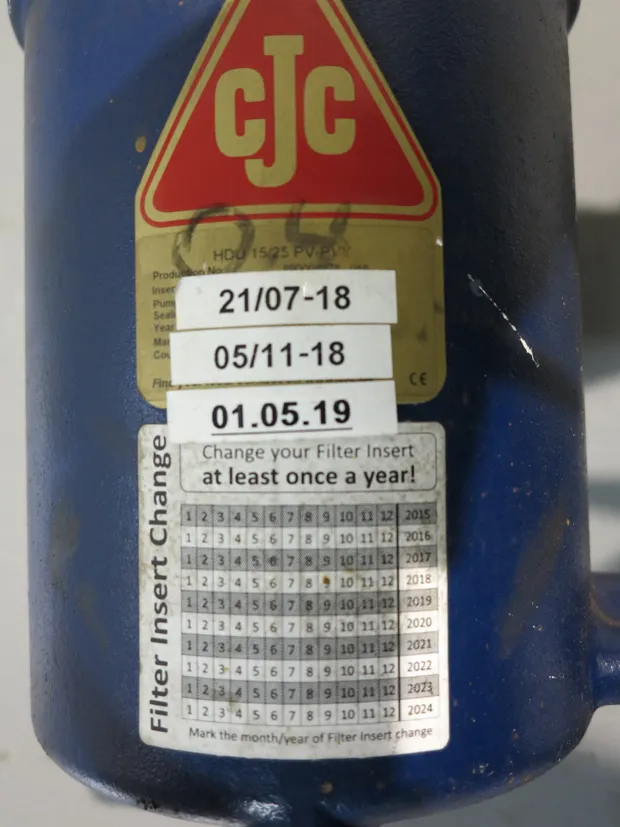 CJC
HDU 15/25 PV-PVY
Production No
Inser
Pum
Seal
Year
Ma
Cou
21/07-18
05/11-18
01.05.19
CE
Filter Insert Change
Change your Filter Insert
at least once a year!
1 2 3 4 5 6 7 8 9 10 11 12 2015
1 2 3 4 5 6 7 8 9 10 11 12 2016
1 2 3 4 5 6 7 8 9 10 11 12 2017
1 2 3 4 5 6 7 8 9 10 11 12 2018
1 2 3 4 5 6 7 8 9 10 11 12 2019
1 2 3 4 5 6 7 8 9 10 11 12 2020
1 2 3 4 5 6 7 8 9 10 11 12 2021
1 2 3 4 5 6 7 8 9 10 11 12 2022
1 2 3 4 5 6 7 8 9 10 11 12 2023
1 2 3 4 5 6 7 8 9 10 11 12 2024
Mark the month/year of Filter Insert change